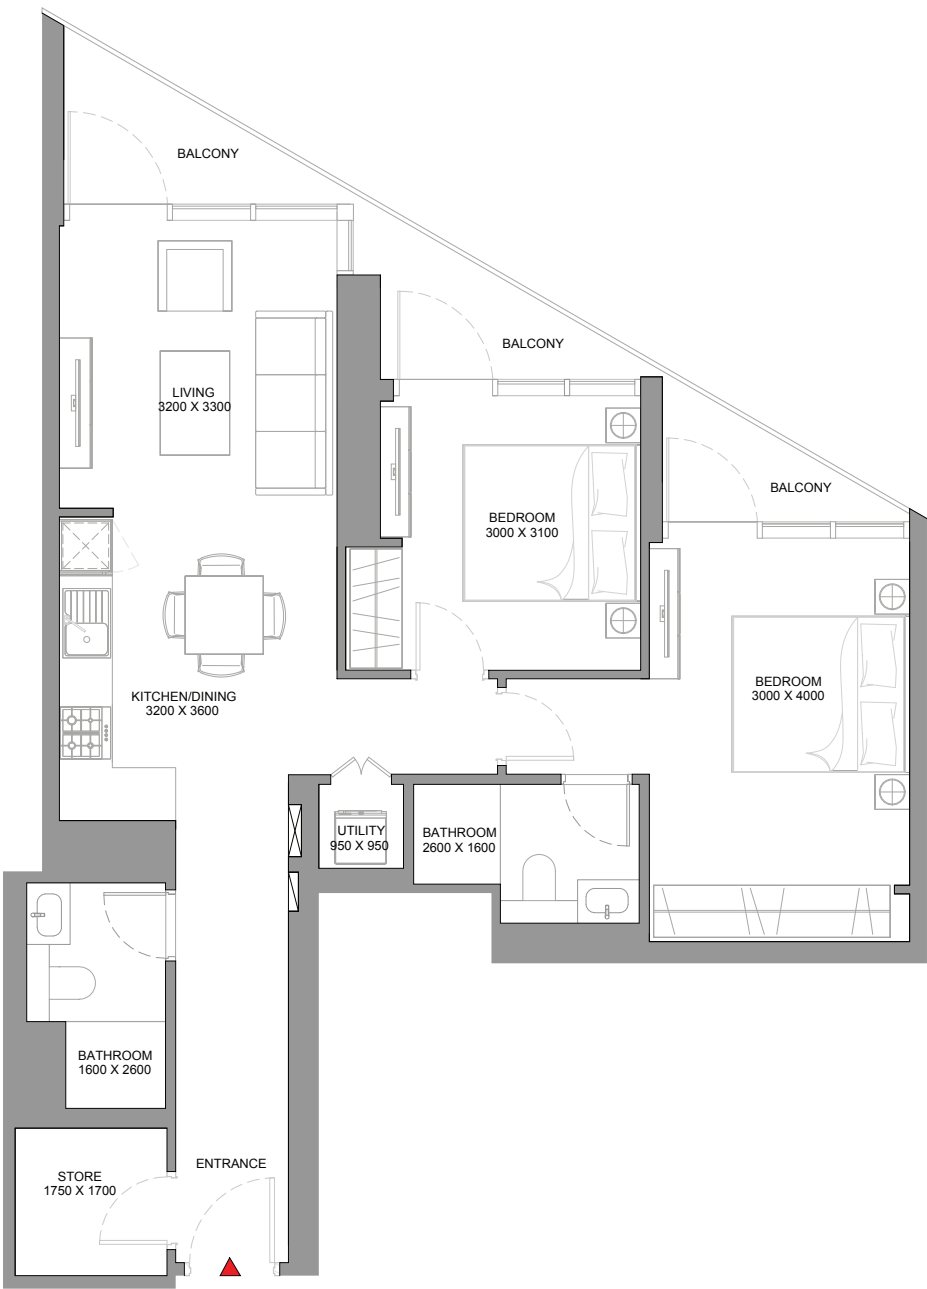 BALCONY
BALCONY
LIVING
3200 X 3300
BALCONY
BEDROOM
3000 X 3100
BEDROOM
3000 X 4000
KITCHEN/DINING
3200 X 3600
UTILITY
950 X 950
BATHROOM
2600 X 1600
BATHROOM
1600 X 2600
ENTRANCE
STORE
1750 X 1700